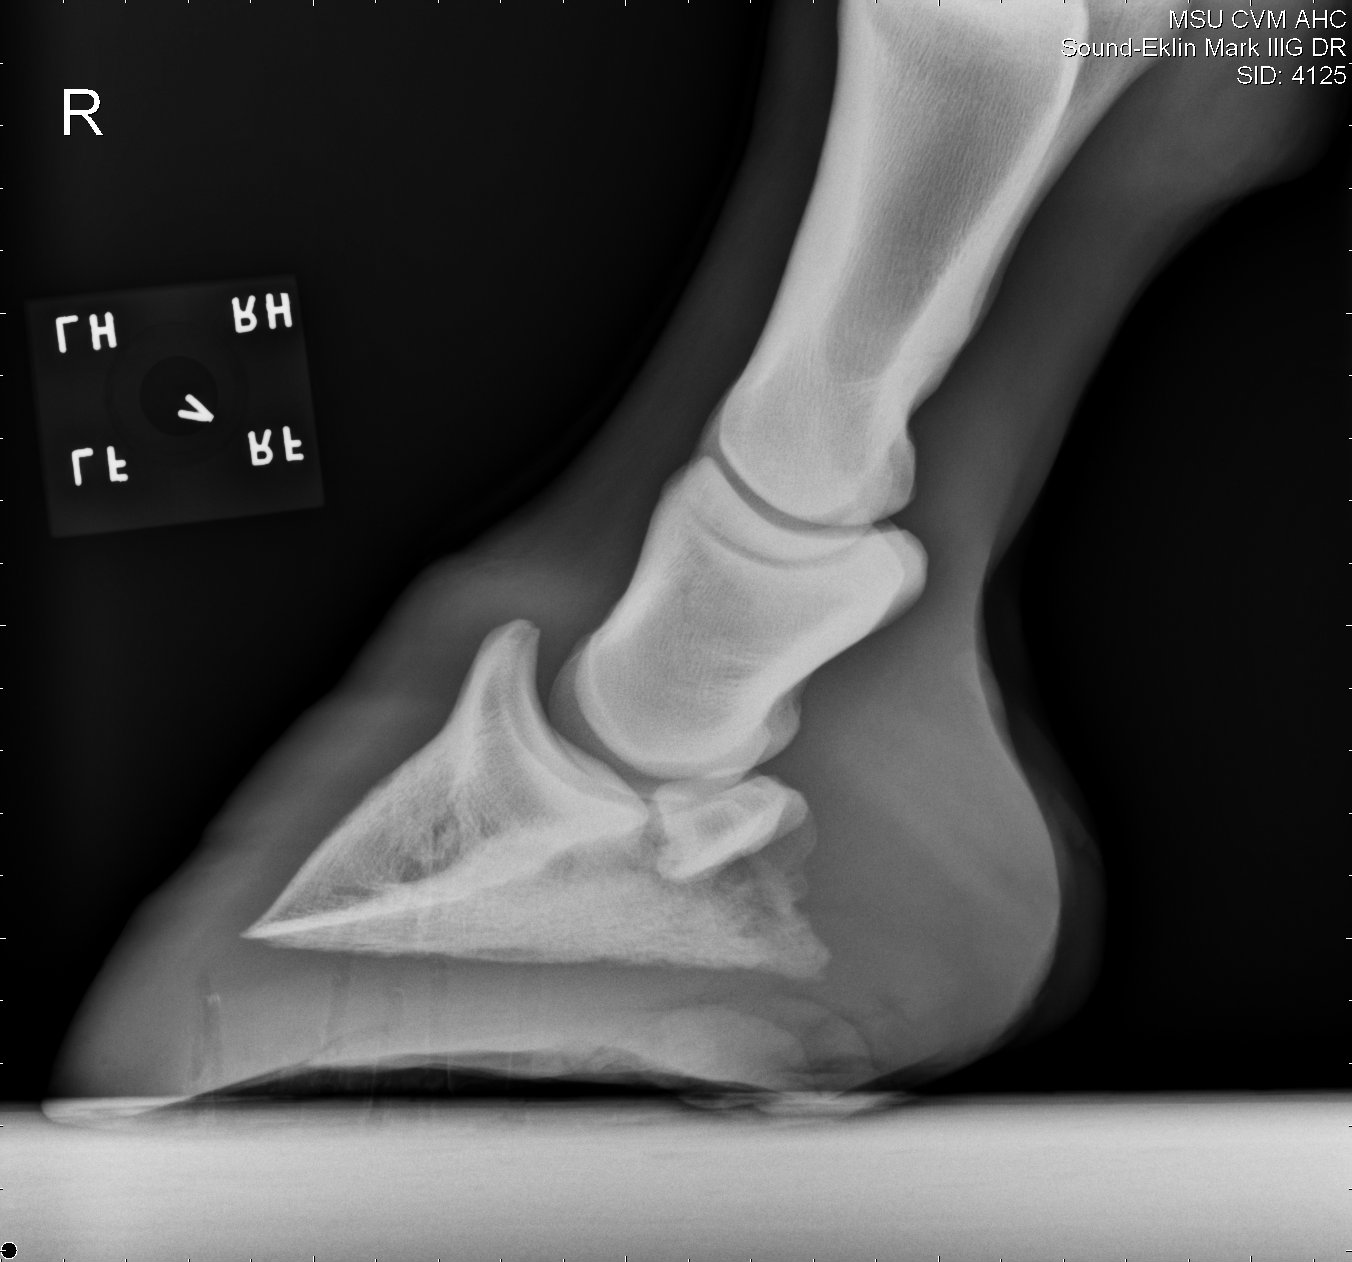 MSU CVM AHC
Sound-Eklin Mark IIIG DR
SID: 4125
R
LH RH
LF RF